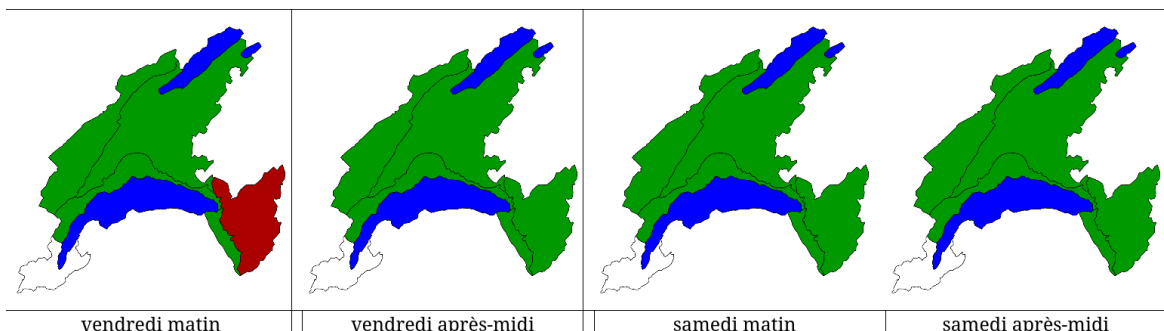 vendredi matin
vendredi après-midi
samedi matin
samedi après-midi